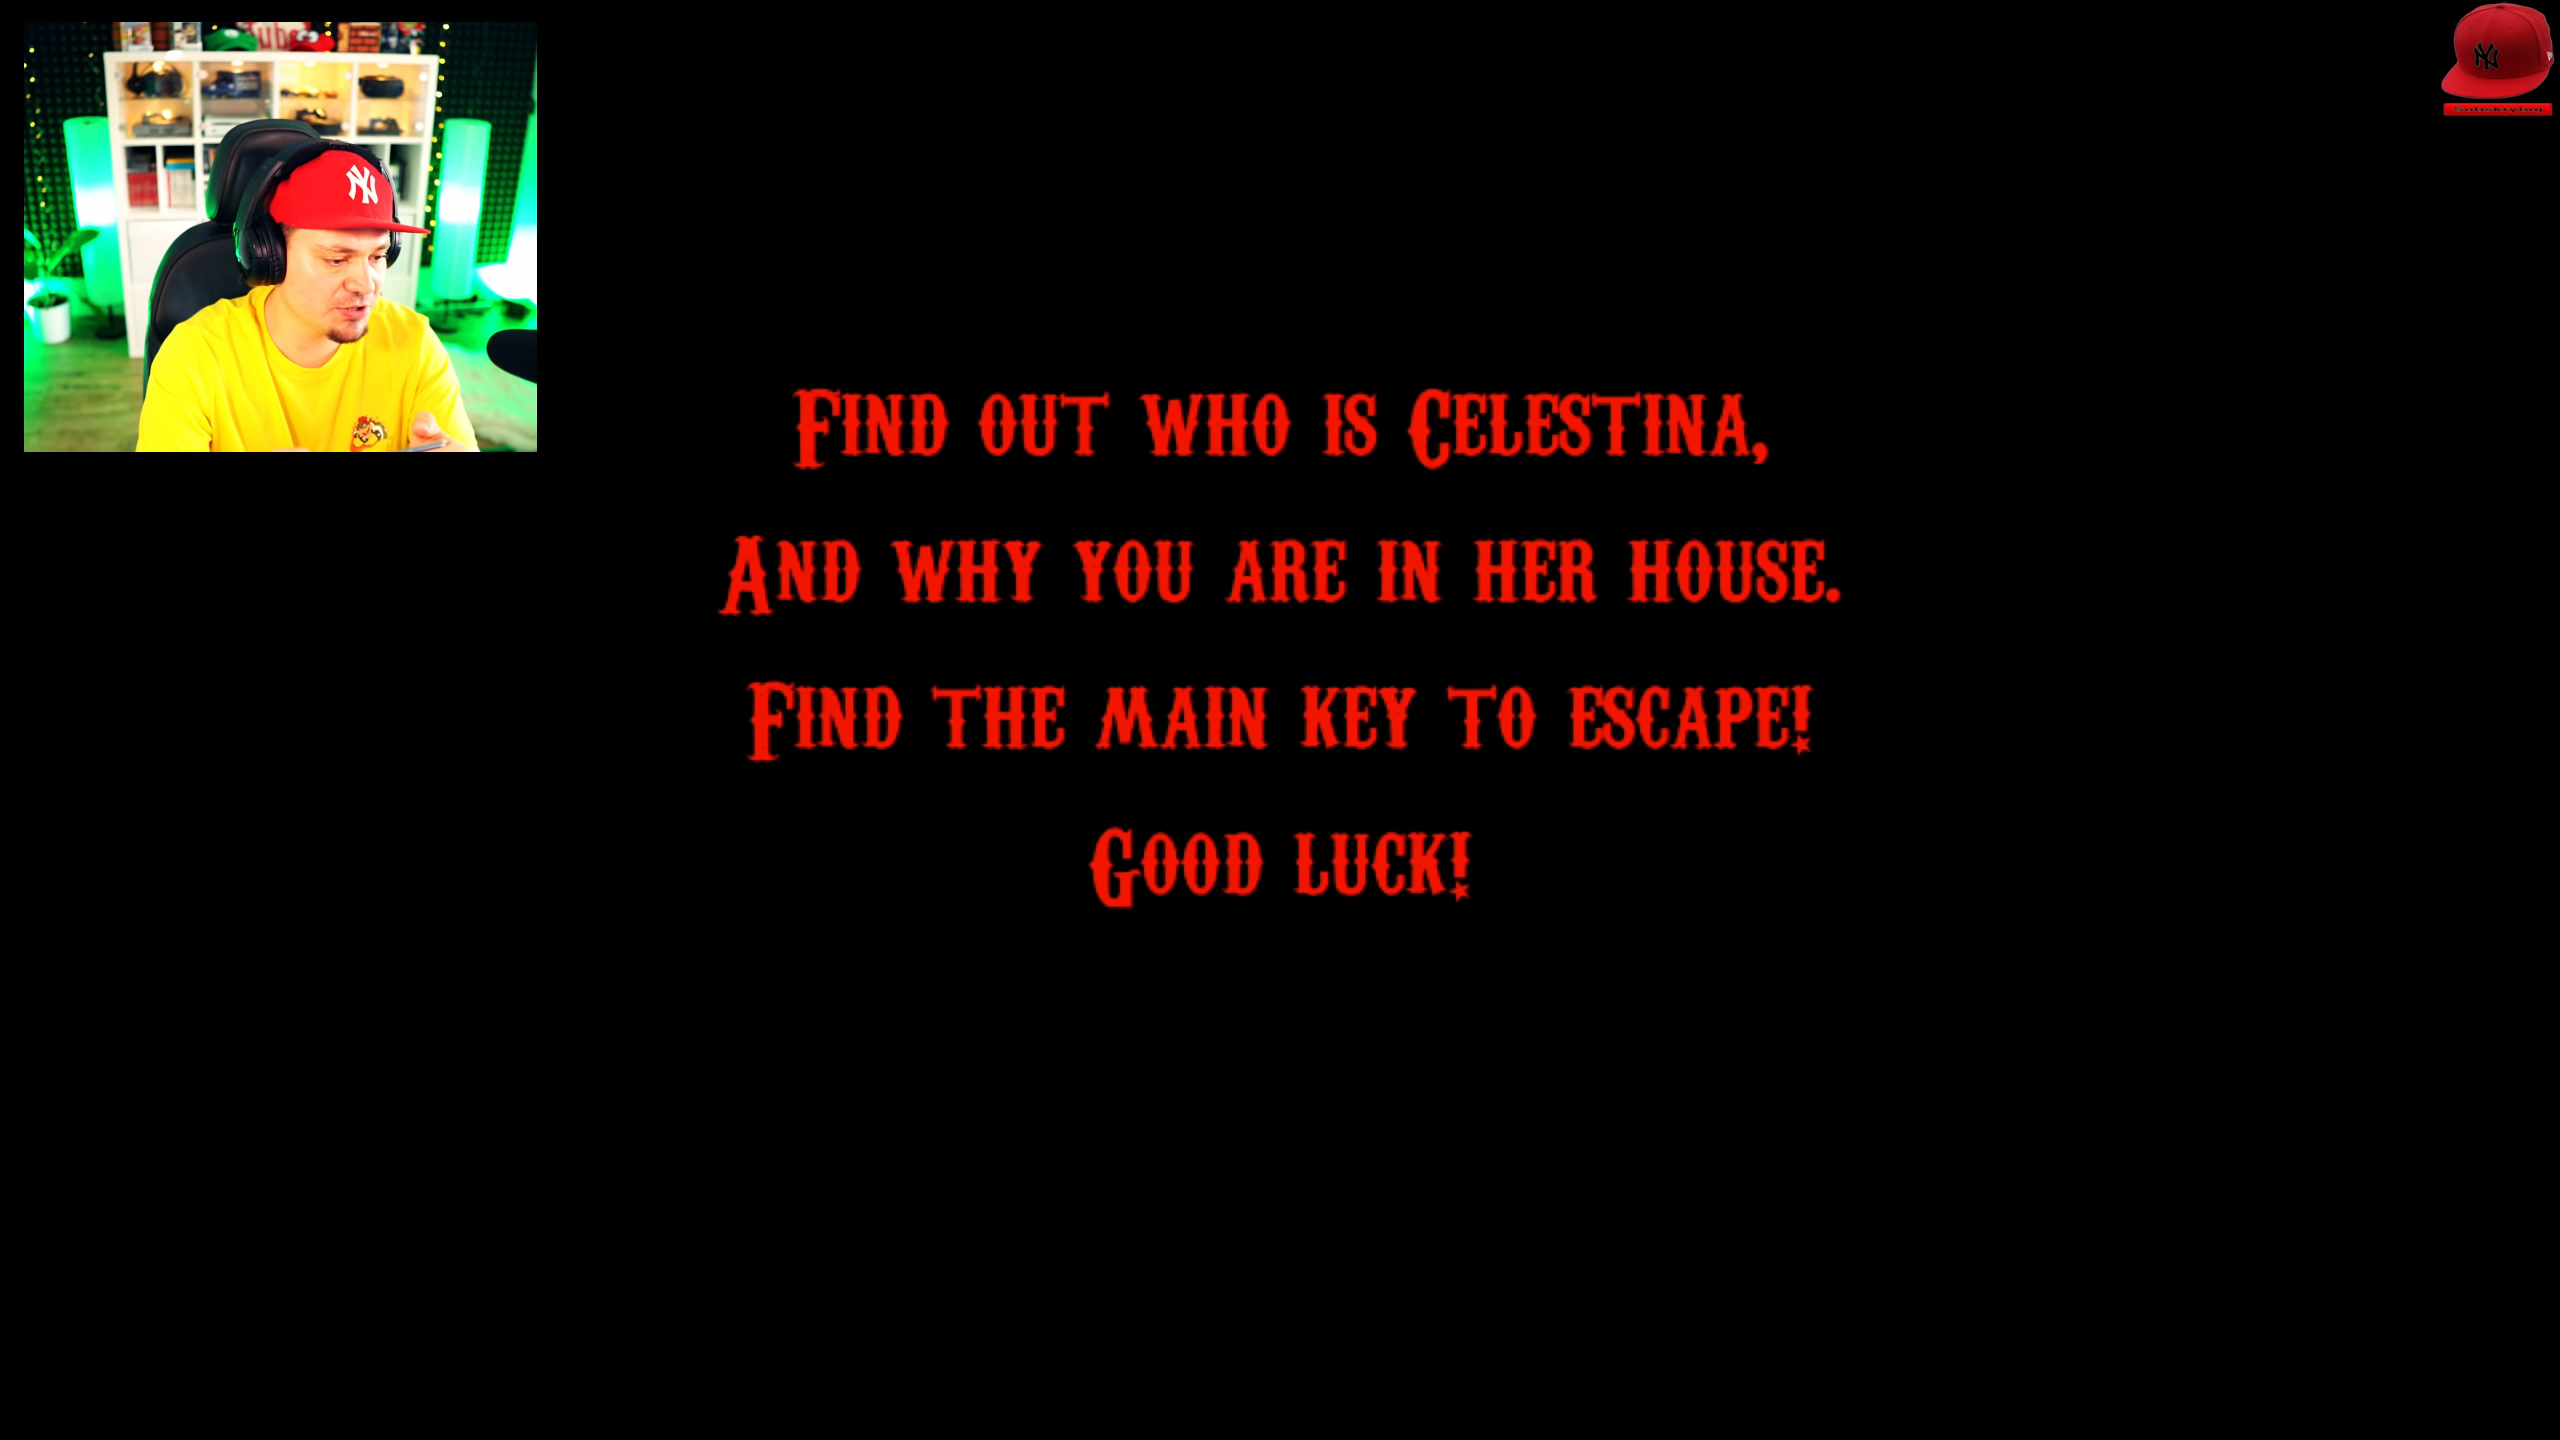 Find out who is Celestina,
And why you are in her house.
Find the main key to escape!
Good luck!
NY
NY